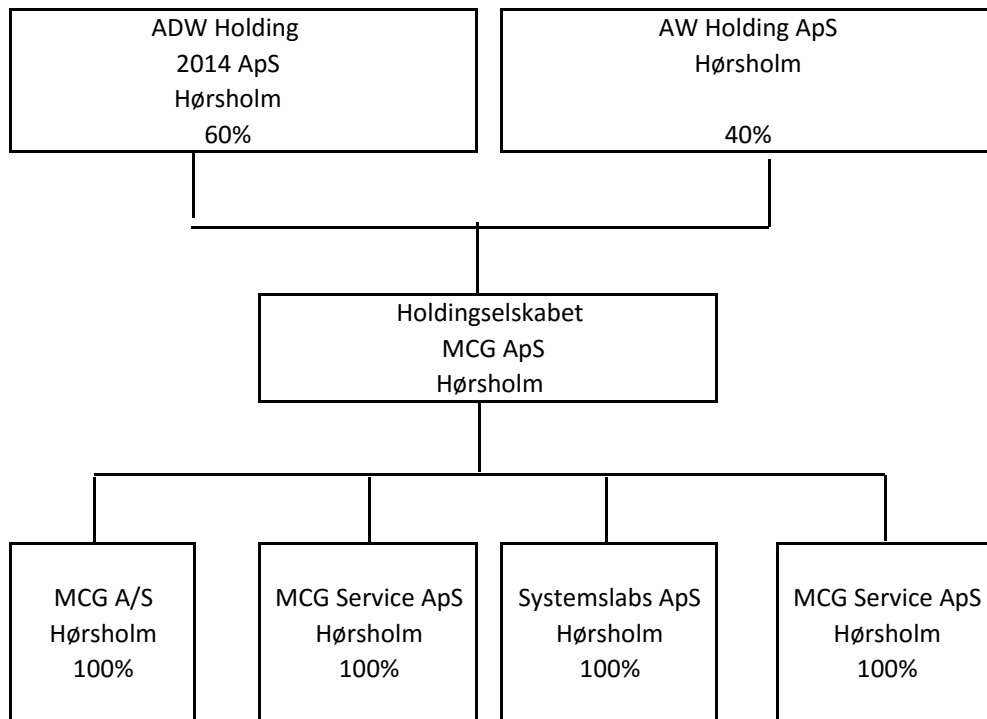 ADW Holding
2014 ApS
Hørsholm
60%
AW Holding ApS
Hørsholm
40%
Holdingselskabet
MCG ApS
Hørsholm
MCG A/S
Hørsholm
100%
MCG Service ApS
Hørsholm
100%
Systemslabs ApS
Hørsholm
100%
MCG Service ApS
Hørsholm
100%